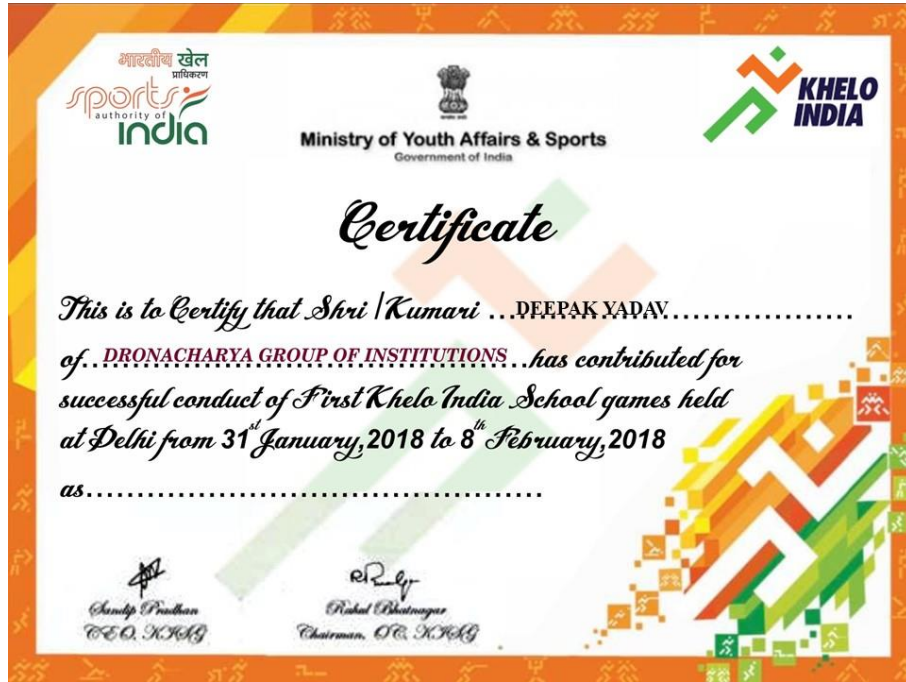 भारतीय खेल
प्राधिकरण
sports
authority of
india
Ministry of Youth Affairs & Sports
Government of India
KHELO
INDIA
Certificate
This is to Certify that Shri / Kumari ...DEEPAK YADAV..................
of..DRONACHARYA GROUP OF INSTITUTIONS..has contributed for
successful conduct of First Khelo India School games held
at Delhi from 31st January,2018 to 8th February,2018
as.............................................
Sandip Pradhan
CEO, KISG
Rahul Bhatnagar
Chairman, OC, KISG